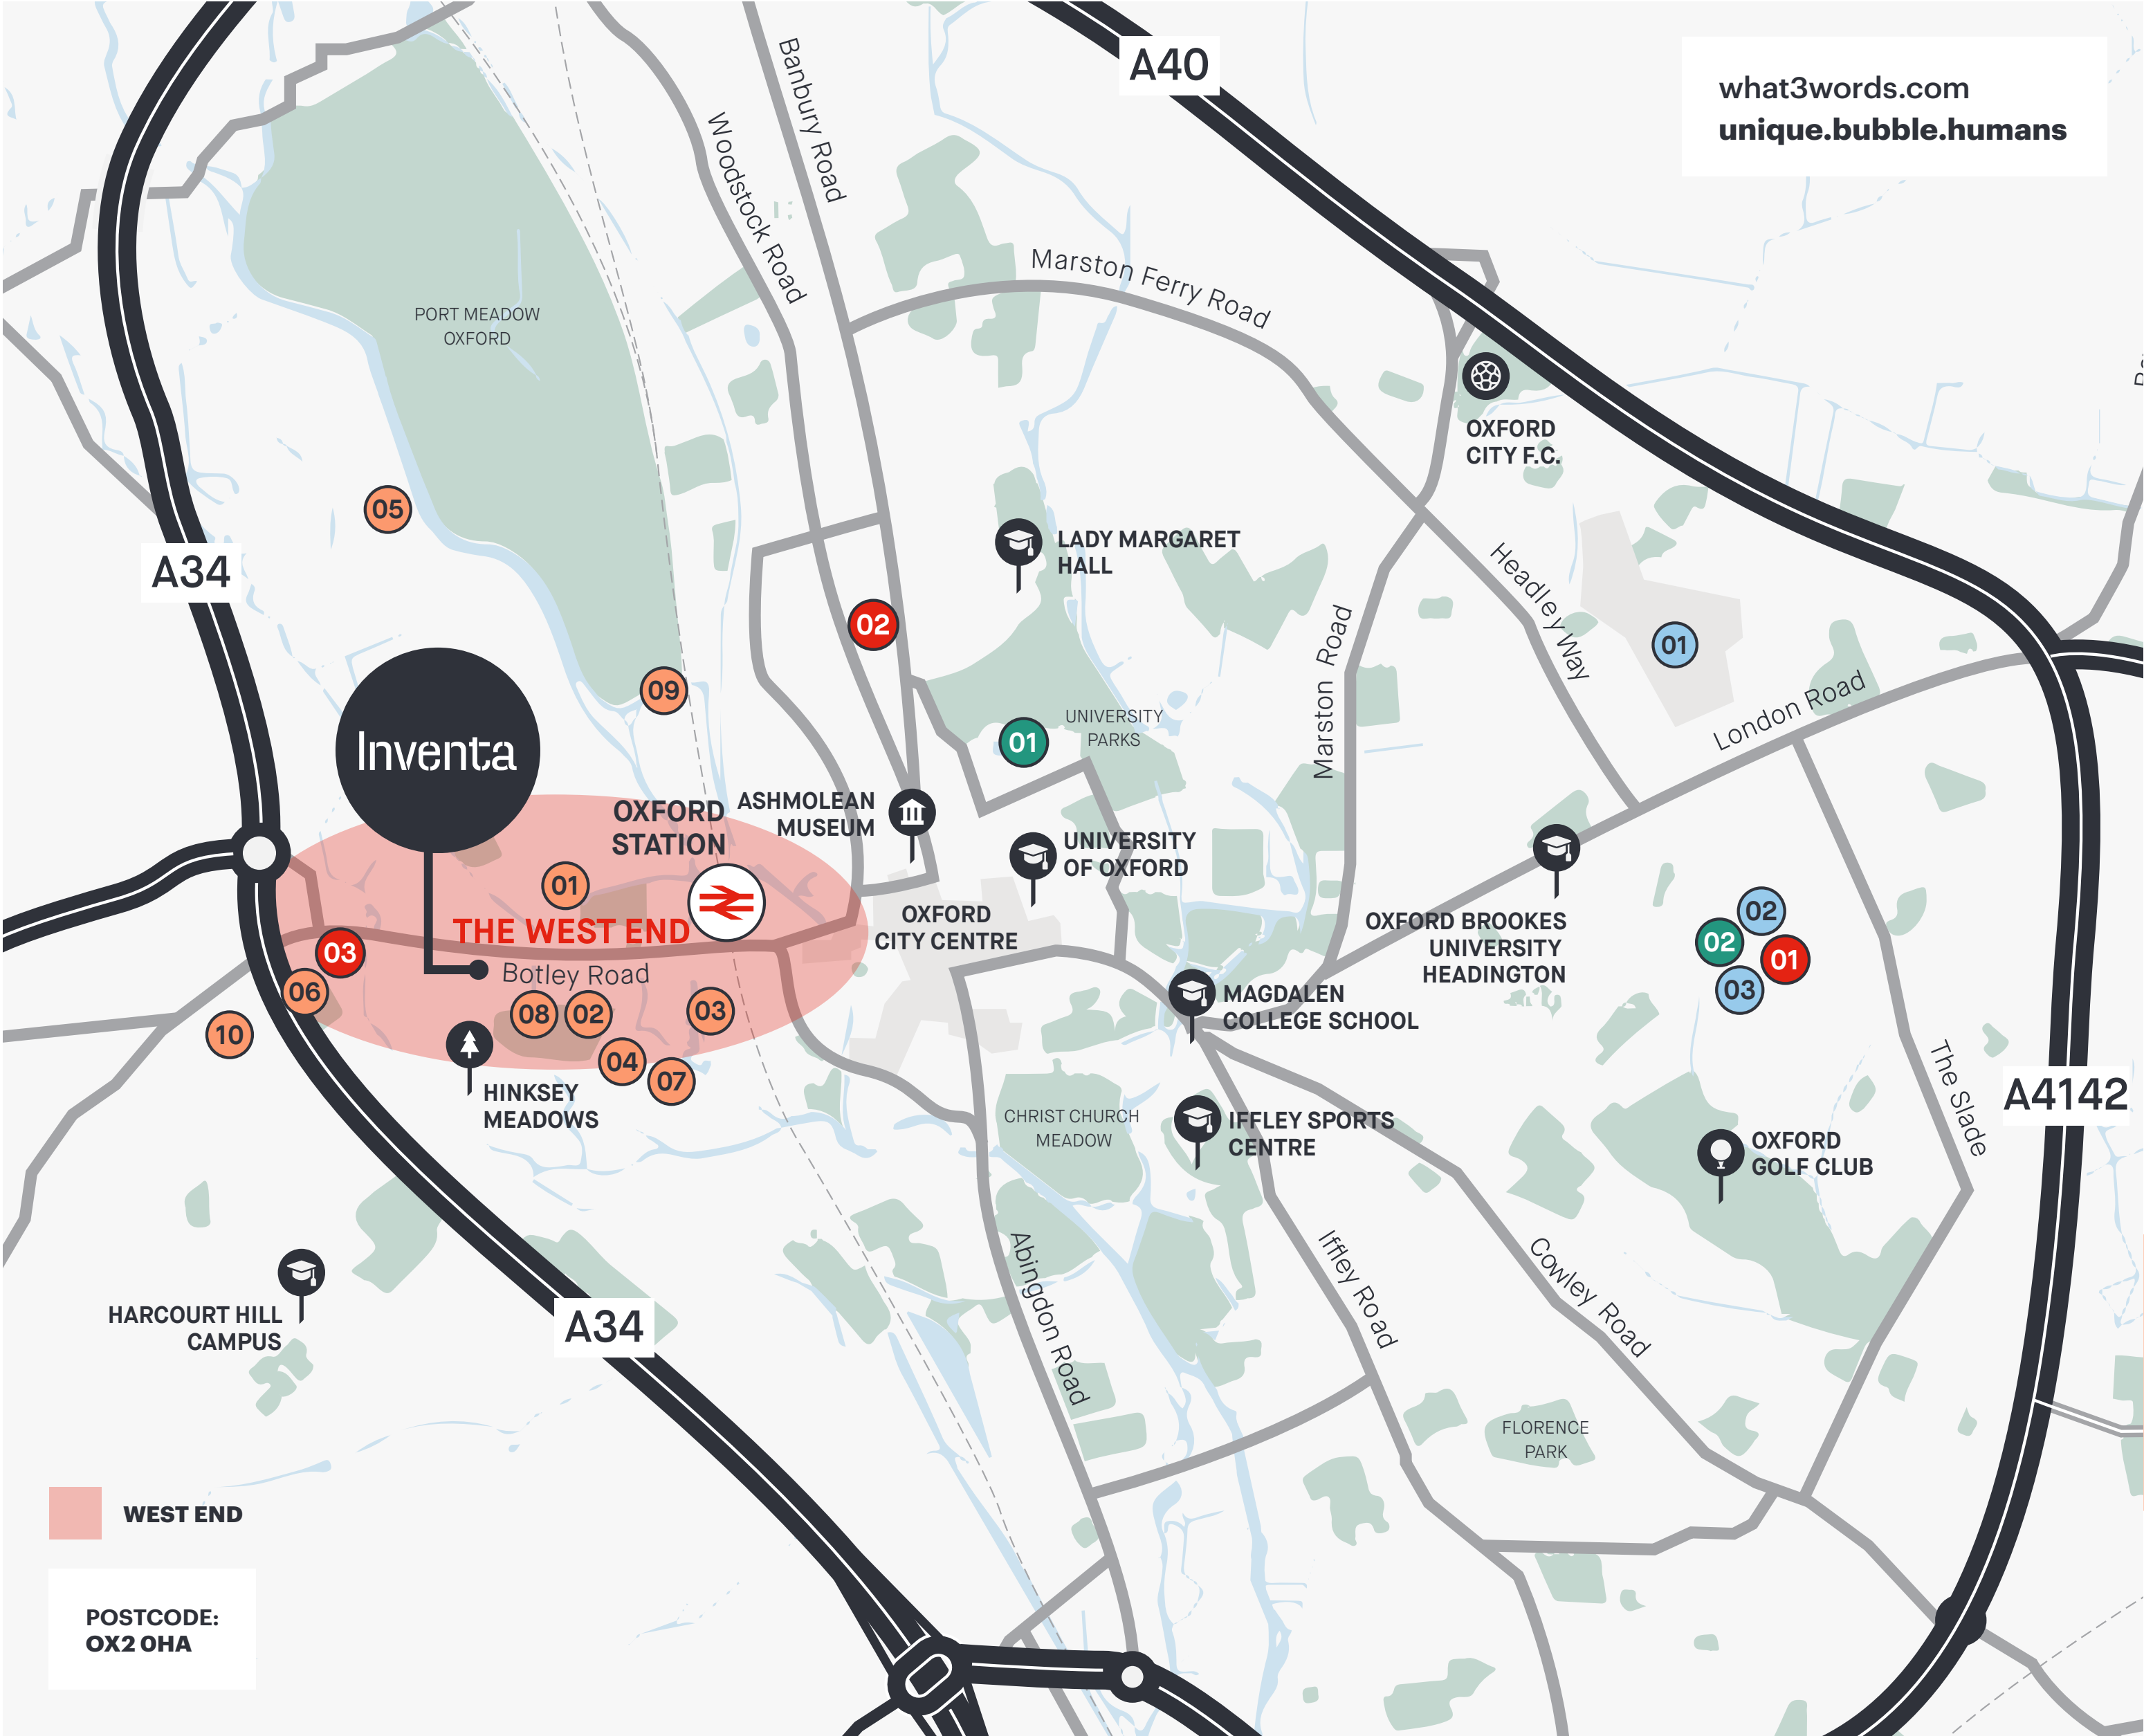 A40
what3words.com
unique.bubble.humans
Banbury Road
Woodstock Road
Marston Ferry Road
PORT MEADOW
OXFORD
OXFORD
CITY F.C.
05
A34
LADY MARGARET
HALL
Headley Way
02
01
Marston Road
09
London Road
Inventa
01
UNIVERSITY
PARKS
OXFORD
STATION
ASHMOLEAN
MUSEUM
UNIVERSITY
OF OXFORD
01
THE WEST END
OXFORD
CITY CENTRE
OXFORD BROOKES
UNIVERSITY
HEADINGTON
02
02
01
03
03
Botley Road
06
08
02
03
10
04
07
MAGDALEN
COLLEGE SCHOOL
HINKSEY
MEADOWS
CHRIST CHURCH
MEADOW
IFFLEY SPORTS
CENTRE
The Slade
A4142
OXFORD
GOLF CLUB
HARCOURT HILL
CAMPUS
A34
Abingdon Road
Iffley Road
Cowley Road
FLORENCE
PARK
WEST END
POSTCODE:
OX2 0HA